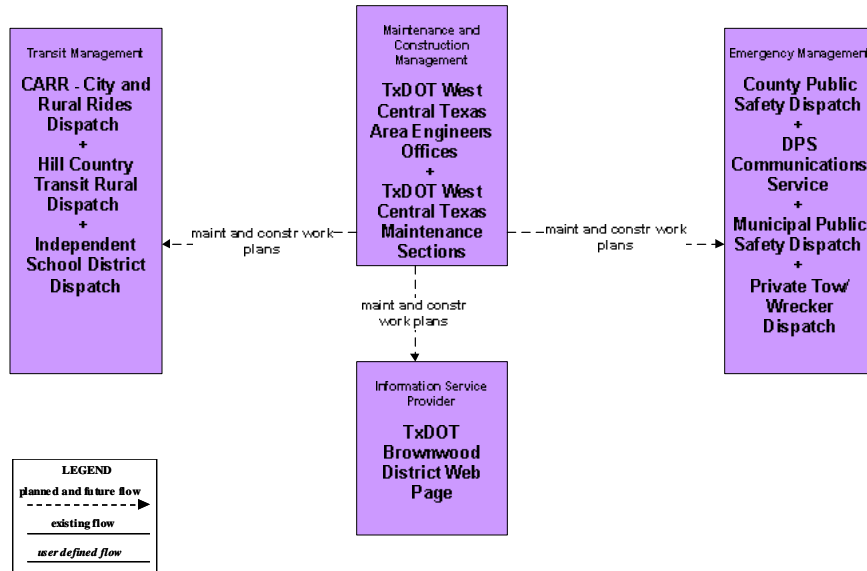 Transit Management
CARR - City and
Rural Rides
Dispatch
+
Hill Country
Transit Rural
Dispatch
+
Independent
School District
Dispatch
maint and constr work
plans
Maintenance and
Construction
Management
TxDOT West
Central Texas
Area Engineers
Offices
+
TxDOT West
Central Texas
Maintenance
Sections
maint and constr work
plans
Emergency Management
County Public
Safety Dispatch
+
DPS
Communications
Service
+
Municipal Public
Safety Dispatch
+
Private Tow/
Wrecker
Dispatch
maint and constr
work plans
Information Service
Provider
TxDOT
Brownwood
District Web
Page
LEGEND
planned and future flow
existing flow
user defined flow